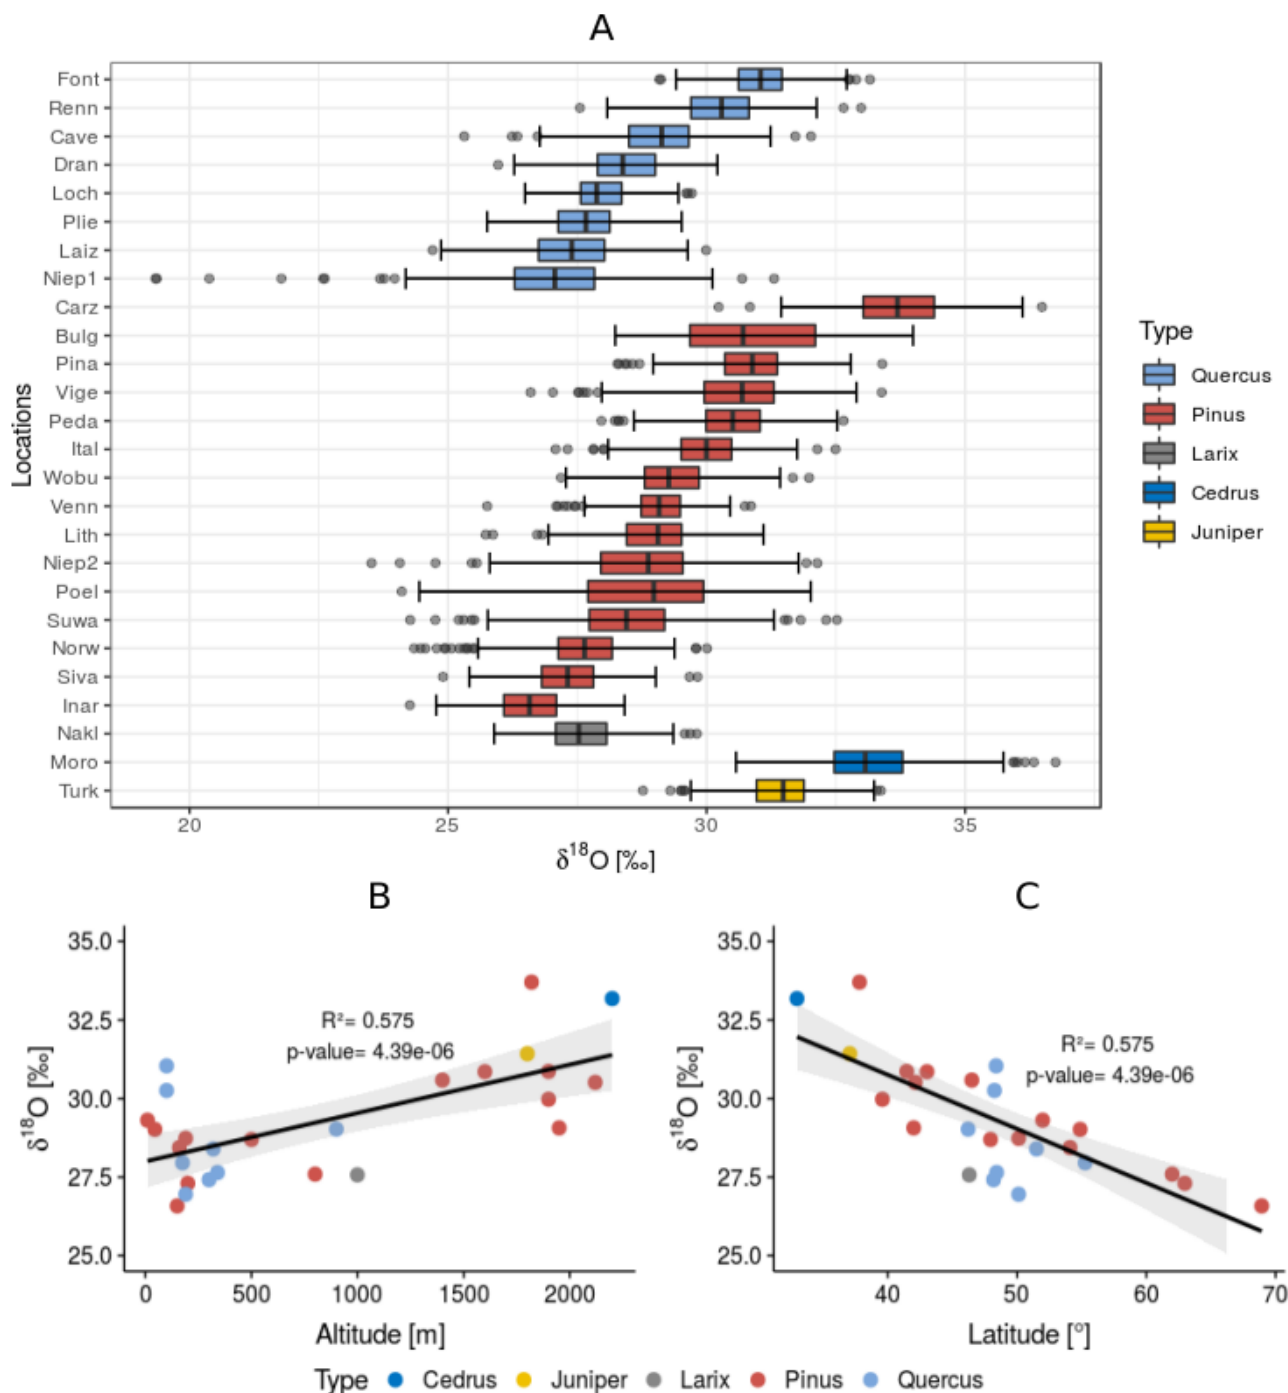 A
Font
Renn
Cave
Dran
Loch
Plie
Laiz
Niep1
Carz
Bulg
Pina
Vige
Peda
Ital
Wobu
Venn
Lith
Niep2
Poel
Suwa
Norw
Siva
Inar
Nakl
Moro
Turk
Locations
20 25 30 35
δ¹⁸O [‰]
Type
Quercus
Pinus
Larix
Cedrus
Juniper
B
35.0
32.5
30.0
27.5
25.0
δ¹⁸O [‰]
R²= 0.575
p-value= 4.39e-06
0 500 1000 1500 2000
Altitude [m]
C
35.0
32.5
30.0
27.5
25.0
δ¹⁸O [‰]
R²= 0.575
p-value= 4.39e-06
40 50 60 70
Latitude [°]
Type Cedrus Juniper Larix Pinus Quercus